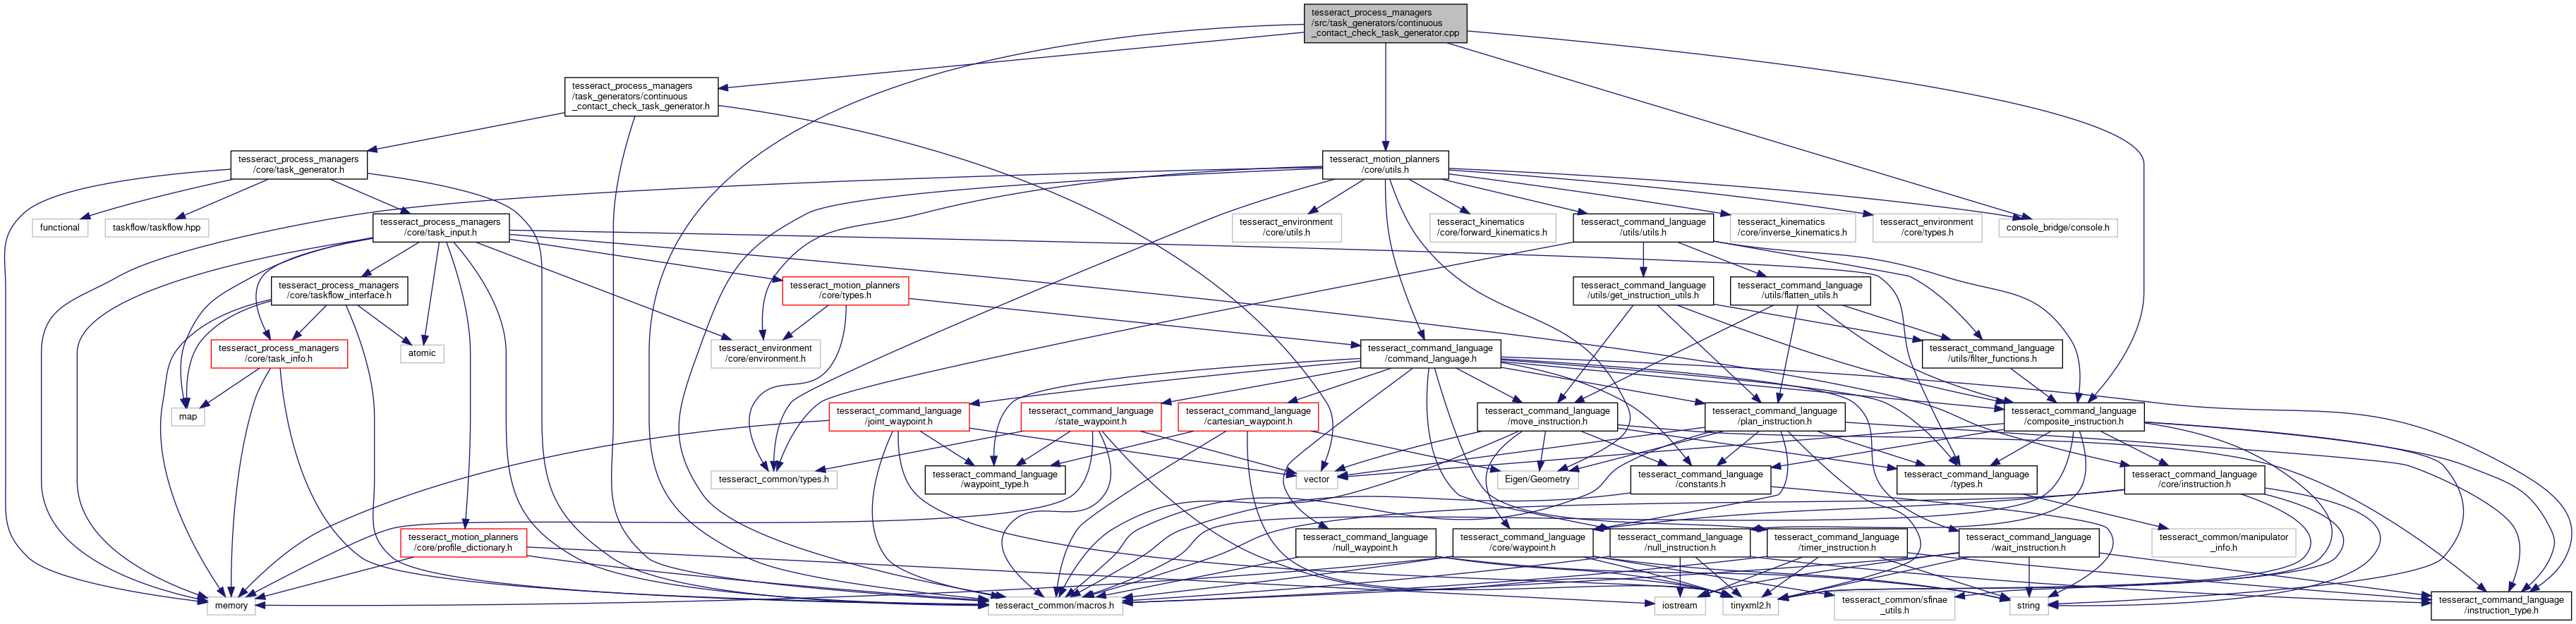 tesseract_process_managers
/src/task_generators/continuous
_contact_check_task_generator.cpp
tesseract_process_managers
/task_generators/continuous
_contact_check_task_generator.h
tesseract_process_managers
/core/task_generator.h
tesseract_motion_planners
/core/utils.h
functional
taskflow/taskflow.hpp
tesseract_process_managers
/core/task_input.h
tesseract_environment
/core/utils.h
tesseract_kinematics
/core/forward_kinematics.h
tesseract_command_language
/utils/utils.h
tesseract_kinematics
/core/inverse_kinematics.h
tesseract_environment
/core/types.h
console_bridge/console.h
tesseract_process_managers
/core/taskflow_interface.h
tesseract_motion_planners
/core/types.h
tesseract_command_language
/utils/get_instruction_utils.h
tesseract_command_language
/utils/flatten_utils.h
tesseract_process_managers
/core/task_info.h
atomic
tesseract_environment
/core/environment.h
tesseract_command_language
/command_language.h
tesseract_command_language
/utils/filter_functions.h
map
tesseract_command_language
/joint_waypoint.h
tesseract_command_language
/state_waypoint.h
tesseract_command_language
/cartesian_waypoint.h
tesseract_command_language
/move_instruction.h
tesseract_command_language
/plan_instruction.h
tesseract_command_language
/composite_instruction.h
tesseract_common/types.h
tesseract_command_language
/waypoint_type.h
vector
Eigen/Geometry
tesseract_command_language
/constants.h
tesseract_command_language
/types.h
tesseract_command_language
/core/instruction.h
tesseract_motion_planners
/core/profile_dictionary.h
tesseract_command_language
/null_waypoint.h
tesseract_command_language
/core/waypoint.h
tesseract_command_language
/null_instruction.h
tesseract_command_language
/timer_instruction.h
tesseract_command_language
/wait_instruction.h
tesseract_common/manipulator
_info.h
memory
tesseract_common/macros.h
iostream
tinyxml2.h
tesseract_common/sfinae
_utils.h
string
tesseract_command_language
/instruction_type.h